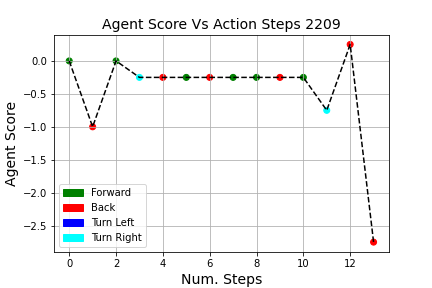 Agent Score Vs Action Steps 2209
Agent Score
0.0
−0.5
−1.0
−1.5
−2.0
−2.5
Forward
Back
Turn Left
Turn Right
0 2 4 6 8 10 12
Num. Steps